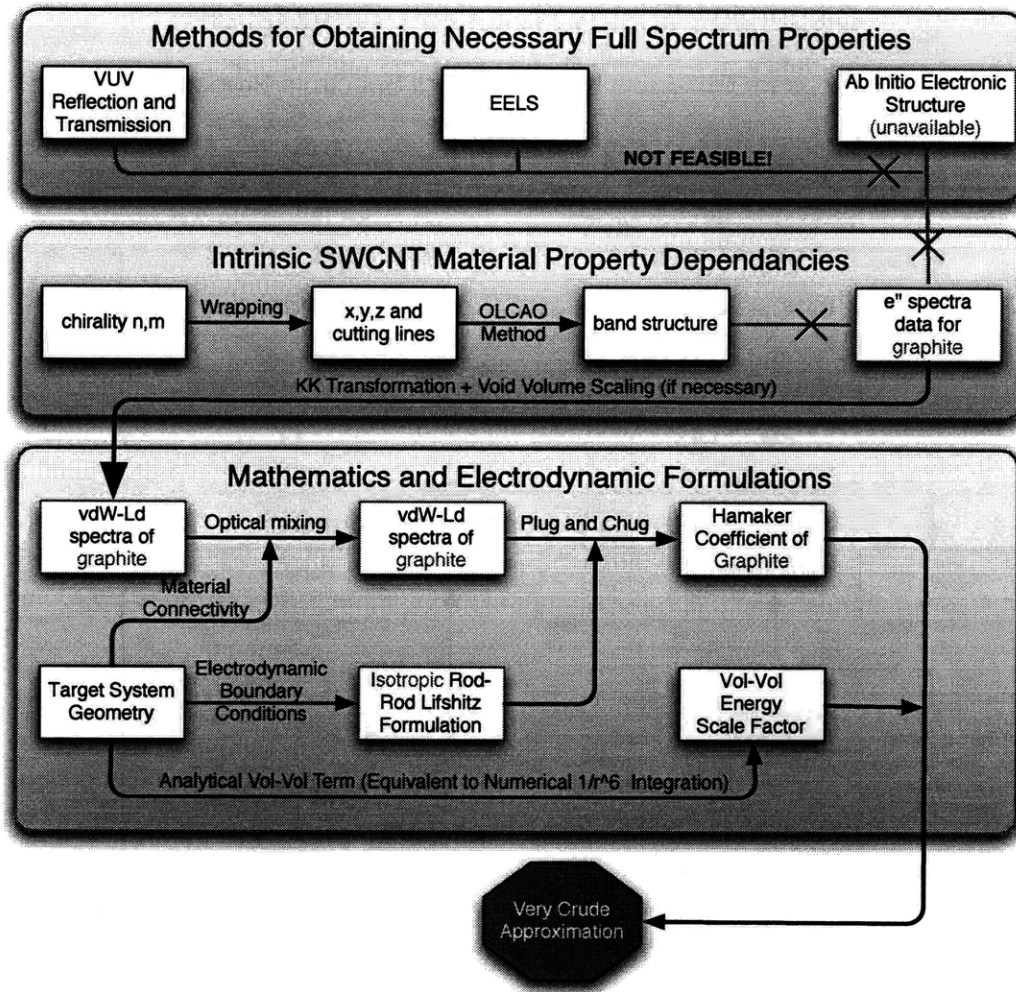 Methods for Obtaining Necessary Full Spectrum Properties
VUV
Reflection and
Transmission
EELS
Ab Initio Electronic
Structure
(unavailable)
NOT FEASIBLE!
Intrinsic SWCNT Material Property Dependancies
chirality n,m
Wrapping
x,y,z and
cutting lines
OLCAO
Method
band structure
e" spectra
data for
graphite
KK Transformation + Void Volume Scaling (if necessary)
Mathematics and Electrodynamic Formulations
vdW-Ld
spectra of
graphite
Optical mixing
vdW-Ld
spectra of
graphite
Plug and Chug
Hamaker
Coefficient of
Graphite
Material
Connectivity
Target System
Geometry
Electrodynamic
Boundary
Conditions
Isotropic Rod-
Rod Lifshitz
Formulation
Vol-Vol
Energy
Scale Factor
Analytical Vol-Vol Term (Equivalent to Numerical 1/r^6 Integration)
Very Crude
Approximation